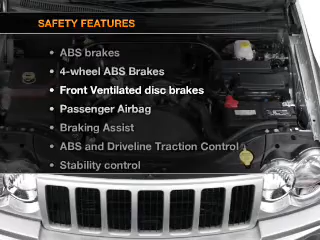 SAFETY FEATURES
• ABS brakes
• 4-wheel ABS Brakes
• Front Ventilated disc brakes
• Passenger Airbag
• Braking Assist
• ABS and Driveline Traction Control
• Stability control